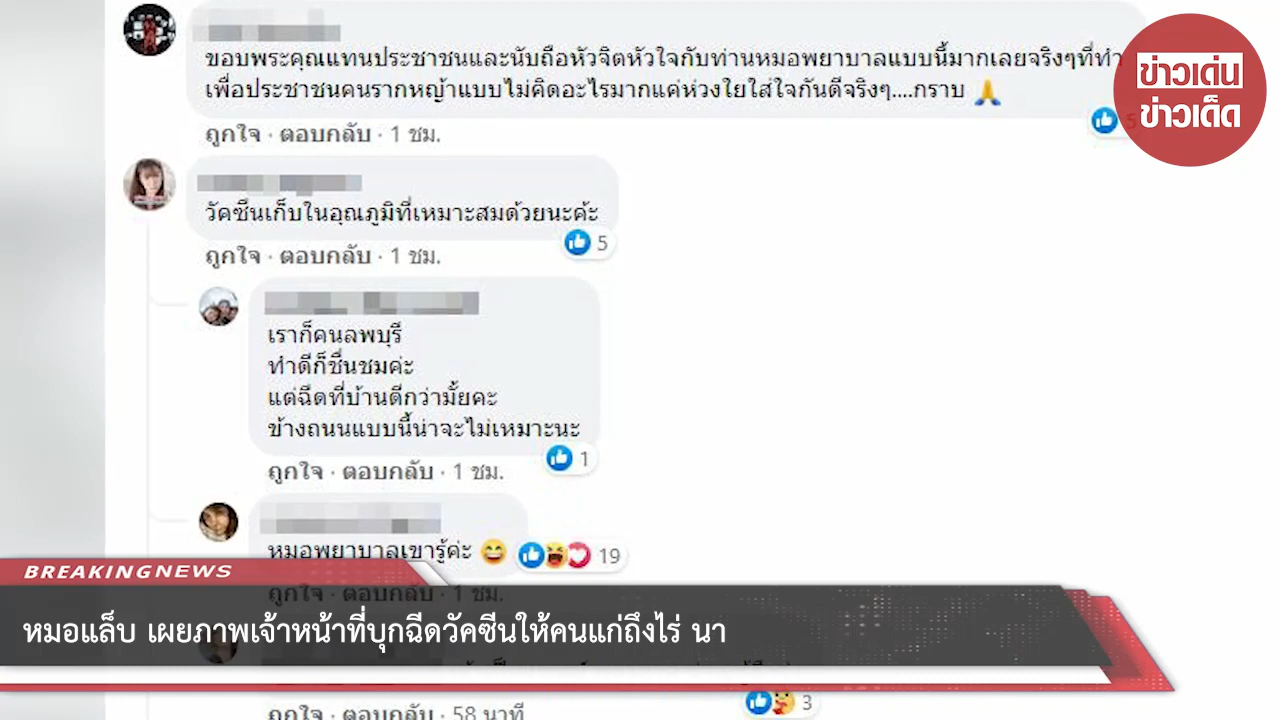 ขอบพระคุณแทนประชาชนและนับถือหัวจิตหัวใจกับท่านหมอพยาบาลแบบนี้มากเลยจริงๆที่ทำ
เพื่อประชาชนคนรากหญ้าแบบไม่คิดอะไรมากแค่ห่วงใยใส่ใจกันดีจริงๆ....กราบ 🙏
ข่าวเด่น
ข่าวเด็ด
ถูกใจ · ตอบกลับ · 1 ชม.
วัคซีนเก็บในอุณภูมิที่เหมาะสมด้วยนะค้ะ
5
ถูกใจ · ตอบกลับ · 1 ชม.
เราก็คนลพบุรี
ทำดีก็ชื่นชมค่ะ
แต่ฉีดที่บ้านดีกว่ามั้ยคะ
ข้างถนนแบบนี้น่าจะไม่เหมาะนะ
1
ถูกใจ · ตอบกลับ · 1 ชม.
หมอพยาบาลเขารู้ค่ะ 😄
19
BREAKINGNEWS
ถูกใจ · ตอบกลับ · 1 ชม.
หมอแล็บ เผยภาพเจ้าหน้าที่บุกฉีดวัคซีนให้คนแก่ถึงไร่ นา
3
ถูกใจ · ตอบกลับ · 58 นาที